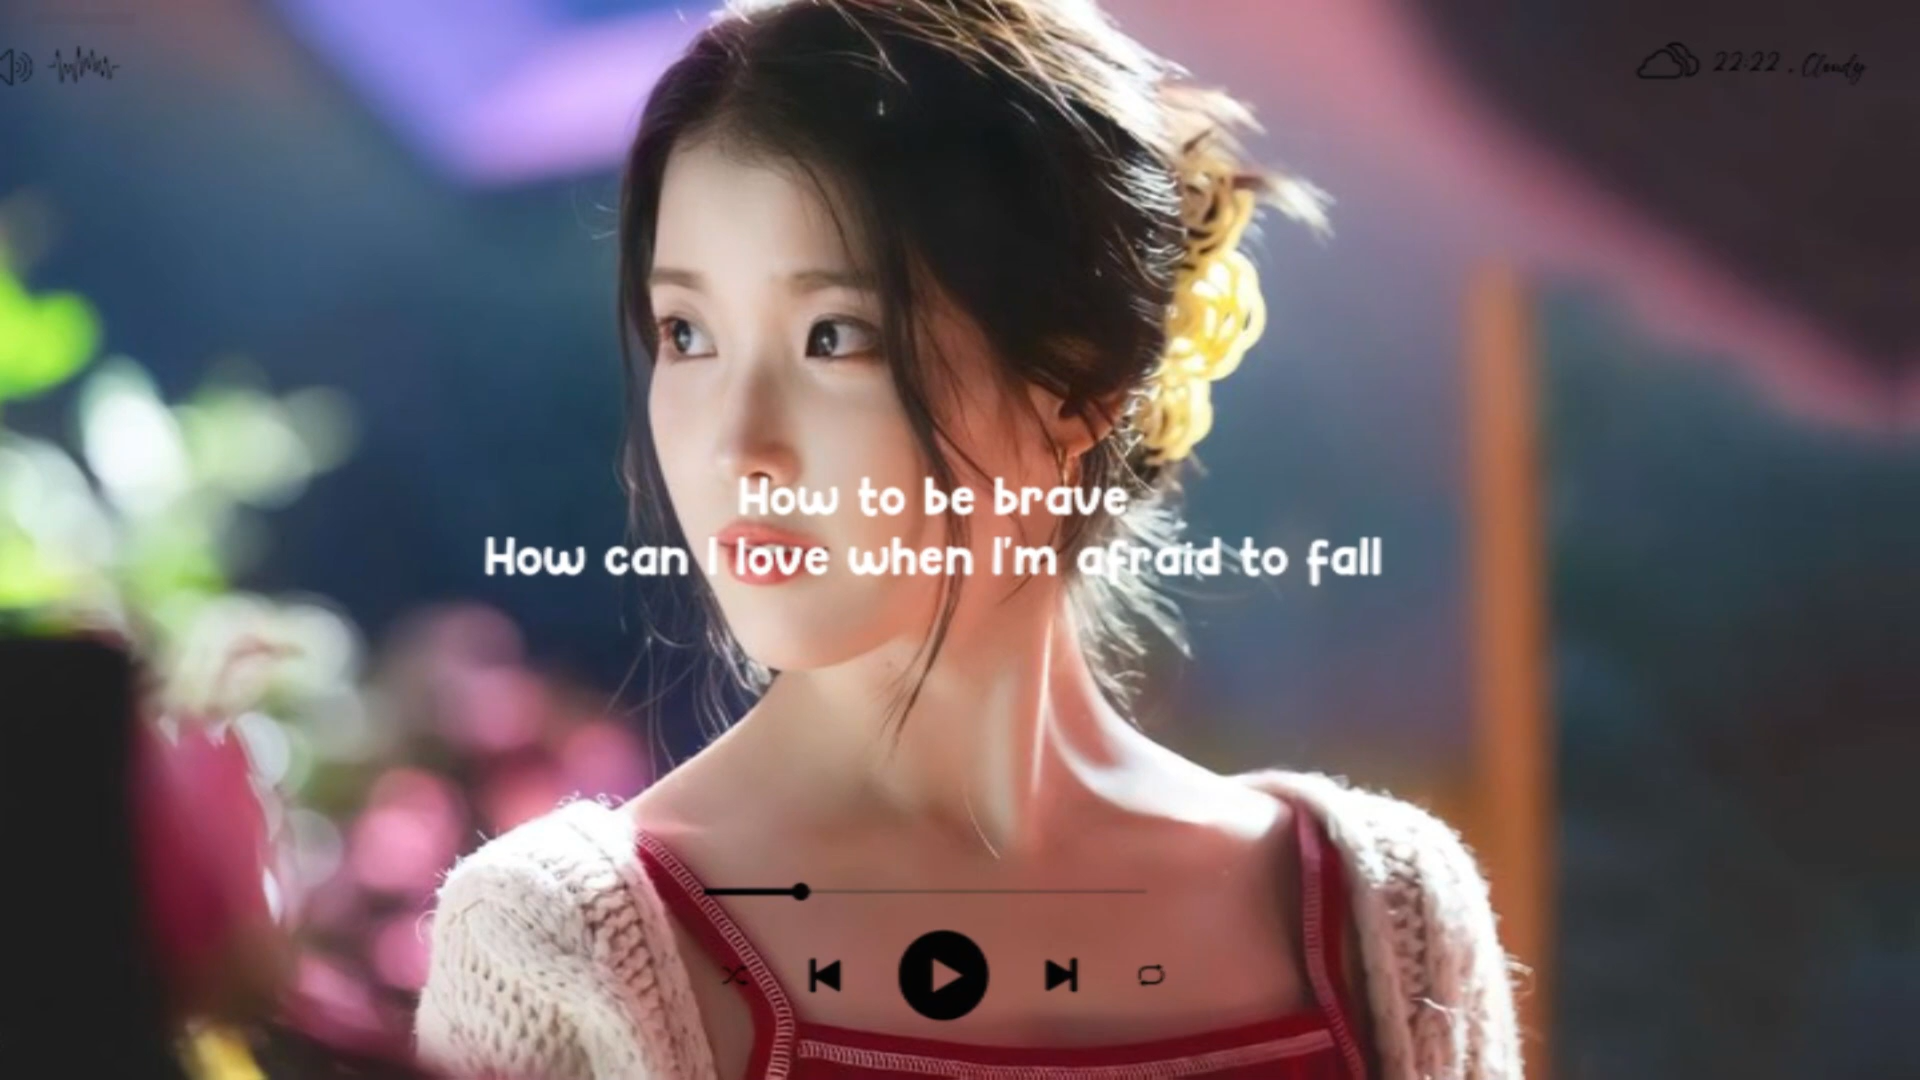 22:22 . Cloudy
How to be brave
How can I love when I'm afraid to fall